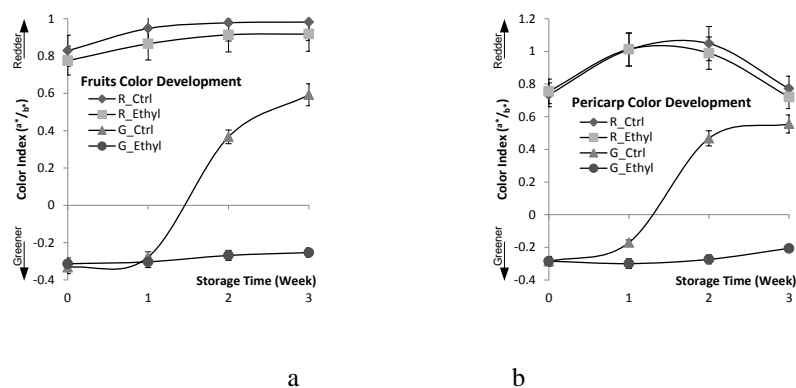 Redder
Color Index (a*/b*)
Greener
1
0.8
0.6
0.4
0.2
0
-0.2
-0.4
Fruits Color Development
R_Ctrl
R_Ethyl
G_Ctrl
G_Ethyl
Storage Time (Week)
0 1 2 3
a
Redder
Color Index (a*/b*)
Greener
1.2
1
0.8
0.6
0.4
0.2
0
-0.2
-0.4
Pericarp Color Development
R_Ctrl
R_Ethyl
G_Ctrl
G_Ethyl
Storage Time (Week)
0 1 2 3
b